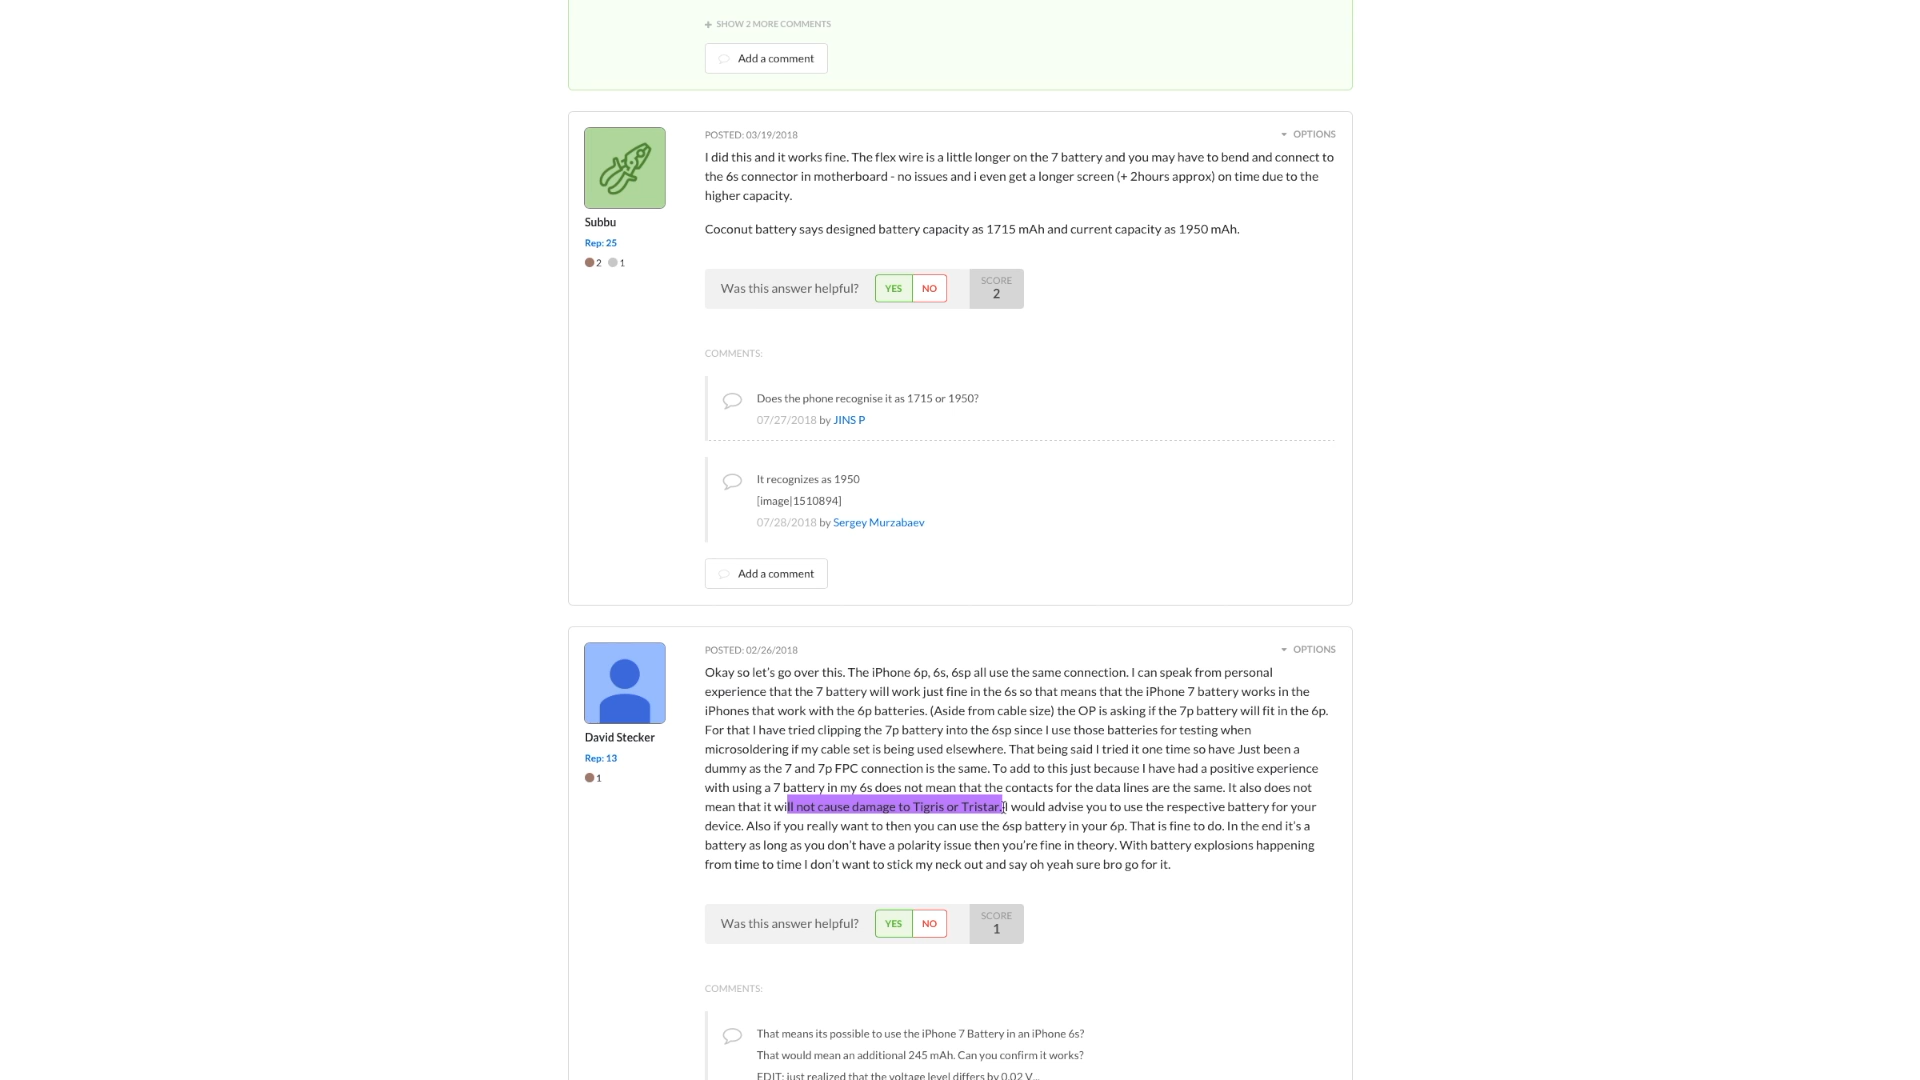 SHOW 2 MORE COMMENTS
Add a comment
POSTED: 03/19/2018
OPTIONS
I did this and it works fine. The flex wire is a little longer on the 7 battery and you may have to bend and connect to
the 6s connector in motherboard - no issues and i even get a longer screen (+ 2hours approx) on time due to the
higher capacity.
Subbu
Rep: 25
2 1
Coconut battery says designed battery capacity as 1715 mAh and current capacity as 1950 mAh.
Was this answer helpful? YES NO
SCORE
2
COMMENTS:
Does the phone recognise it as 1715 or 1950?
07/27/2018 by JINS P
It recognizes as 1950
[image|1510894]
07/28/2018 by Sergey Murzabaev
Add a comment
POSTED: 02/26/2018
OPTIONS
David Stecker
Rep: 13
1
Okay so let's go over this. The iPhone 6p, 6s, 6sp all use the same connection. I can speak from personal
experience that the 7 battery will work just fine in the 6s so that means that the iPhone 7 battery works in the
iPhones that work with the 6p batteries. (Aside from cable size) the OP is asking if the 7p battery will fit in the 6p.
For that I have tried clipping the 7p battery into the 6sp since I use those batteries for testing when
microsoldering if my cable set is being used elsewhere. That being said I tried it one time so have Just been a
dummy as the 7 and 7p FPC connection is the same. To add to this just because I have had a positive experience
with using a 7 battery in my 6s does not mean that the contacts for the data lines are the same. It also does not
mean that it will not cause damage to Tigris or Tristar. I would advise you to use the respective battery for your
device. Also if you really want to then you can use the 6sp battery in your 6p. That is fine to do. In the end it's a
battery as long as you don't have a polarity issue then you're fine in theory. With battery explosions happening
from time to time I don't want to stick my neck out and say oh yeah sure bro go for it.
Was this answer helpful? YES NO
SCORE
1
COMMENTS:
That means its possible to use the iPhone 7 Battery in an iPhone 6s?
That would mean an additional 245 mAh. Can you confirm it works?
EDIT: just realized that the voltage level differs by 0.02 V...